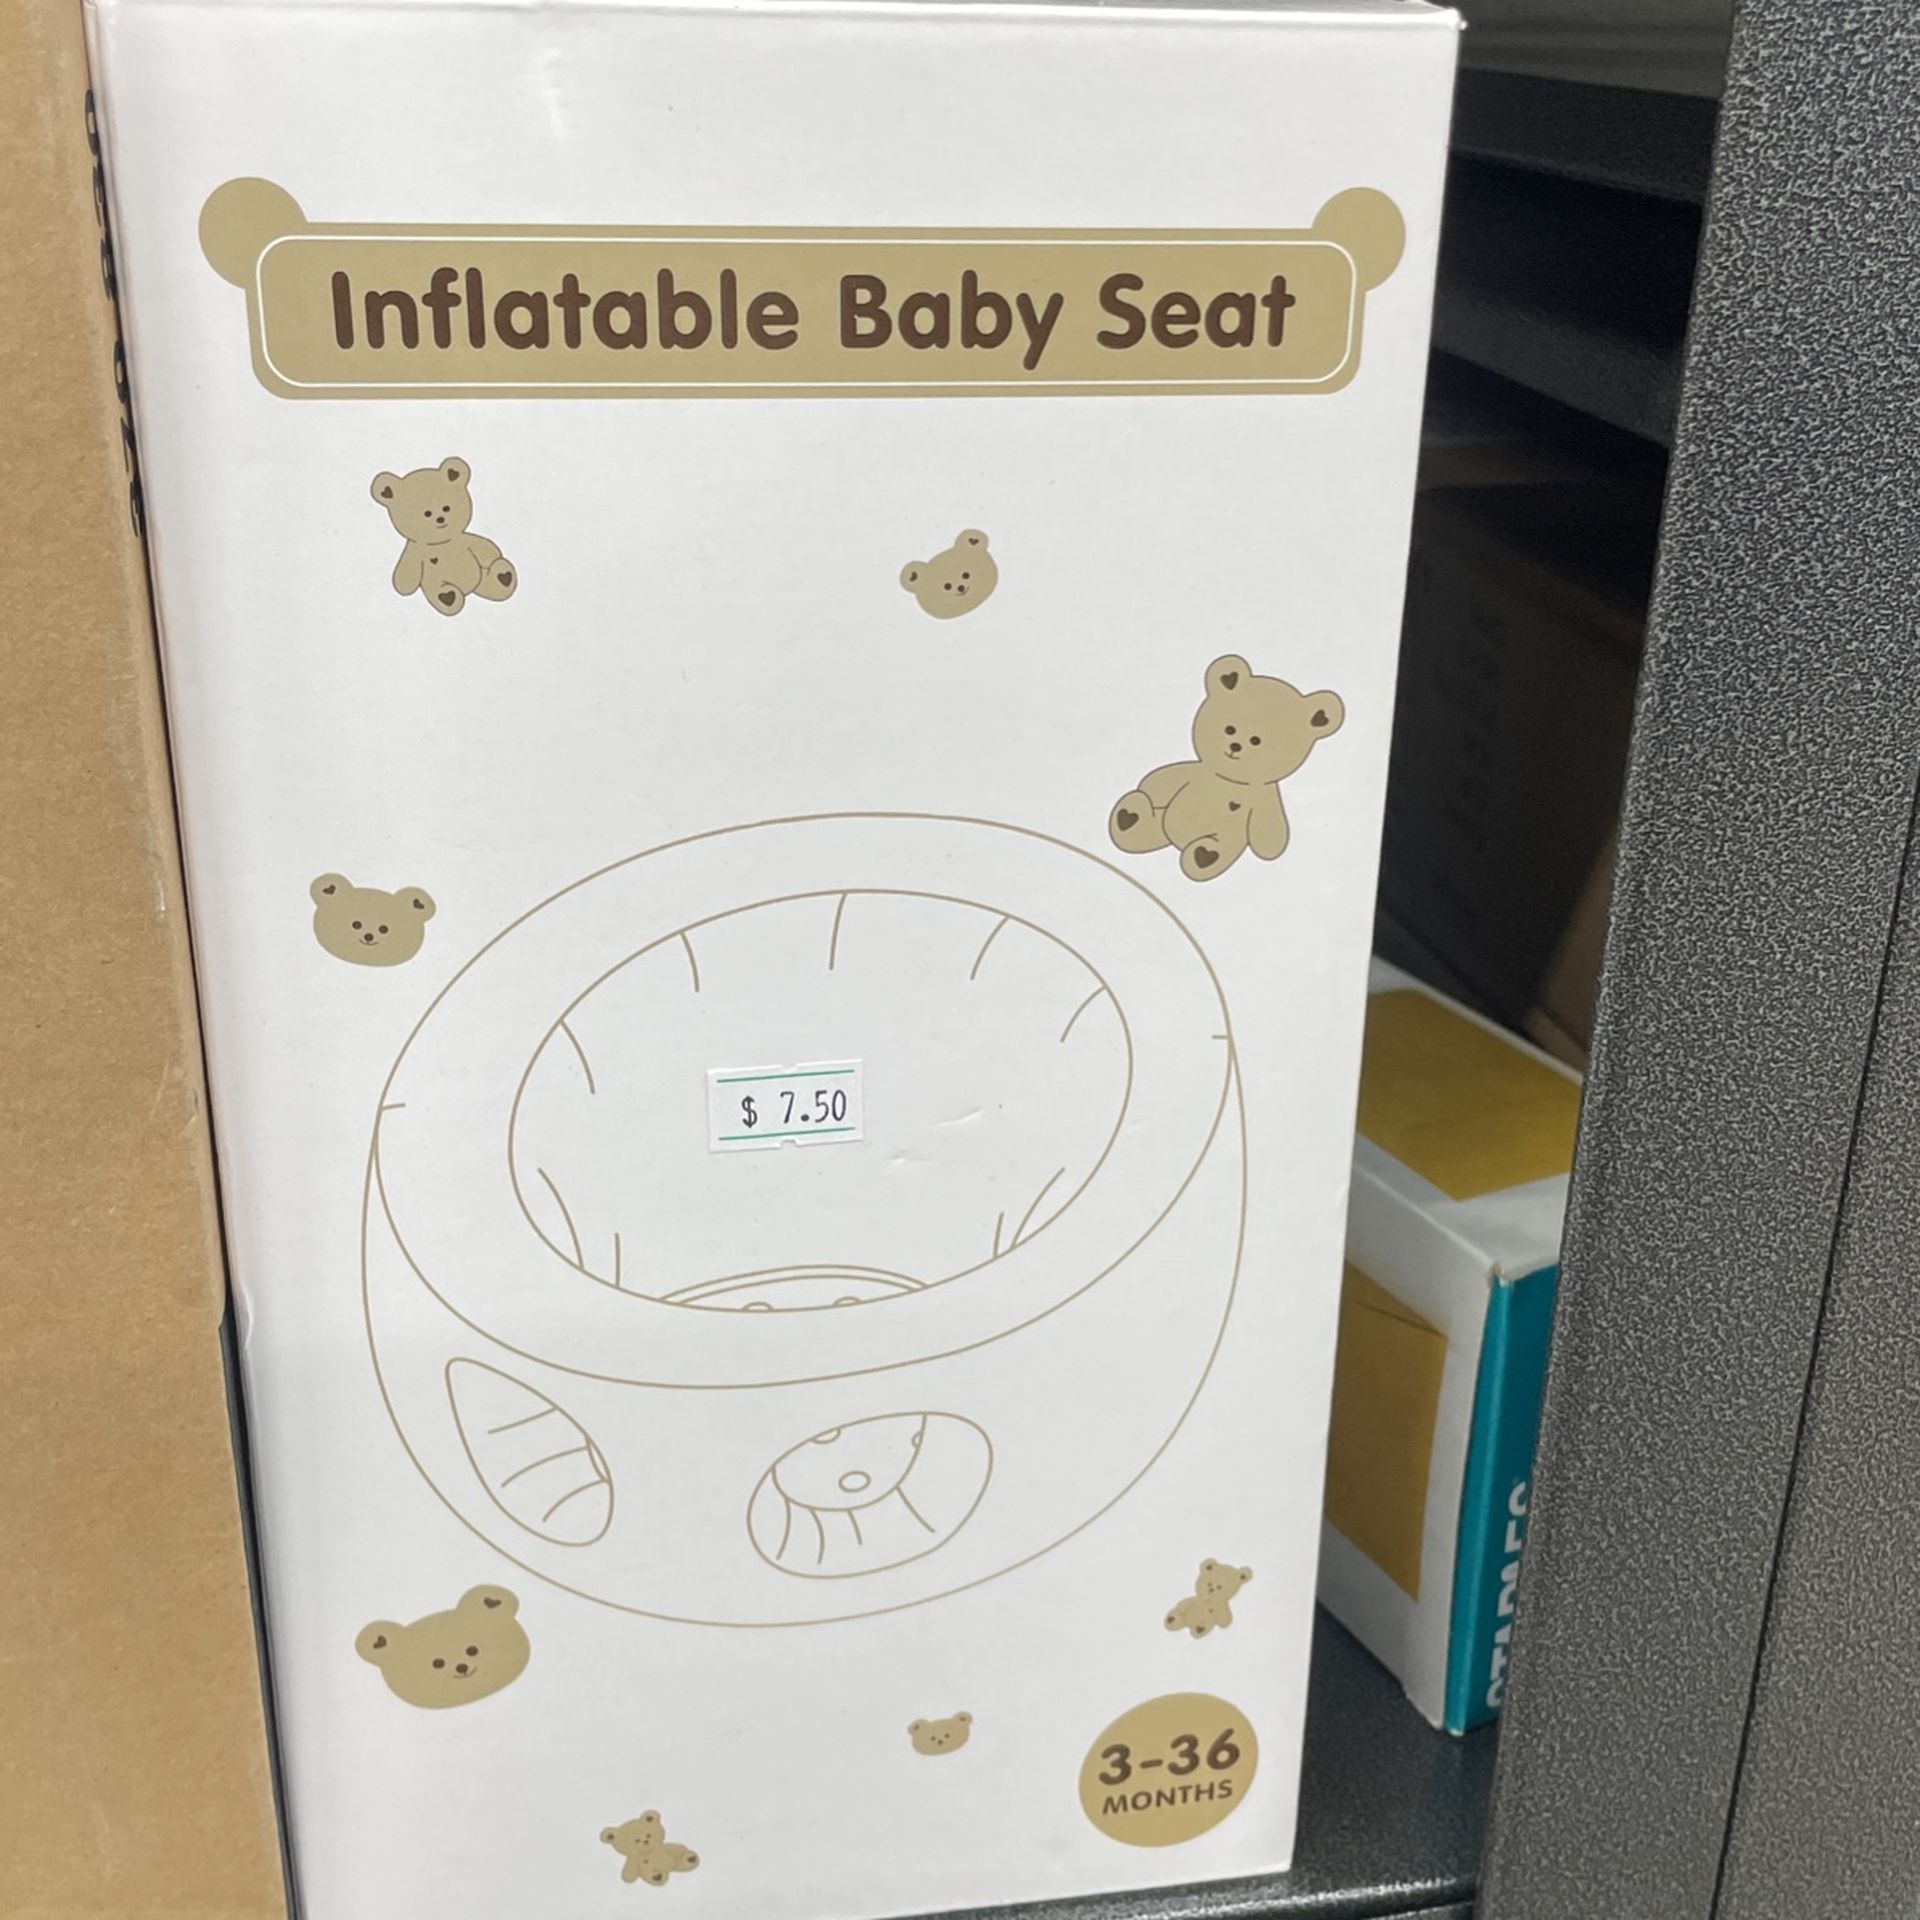 Inflatable Baby Seat
$ 7.50
3-36
MONTHS